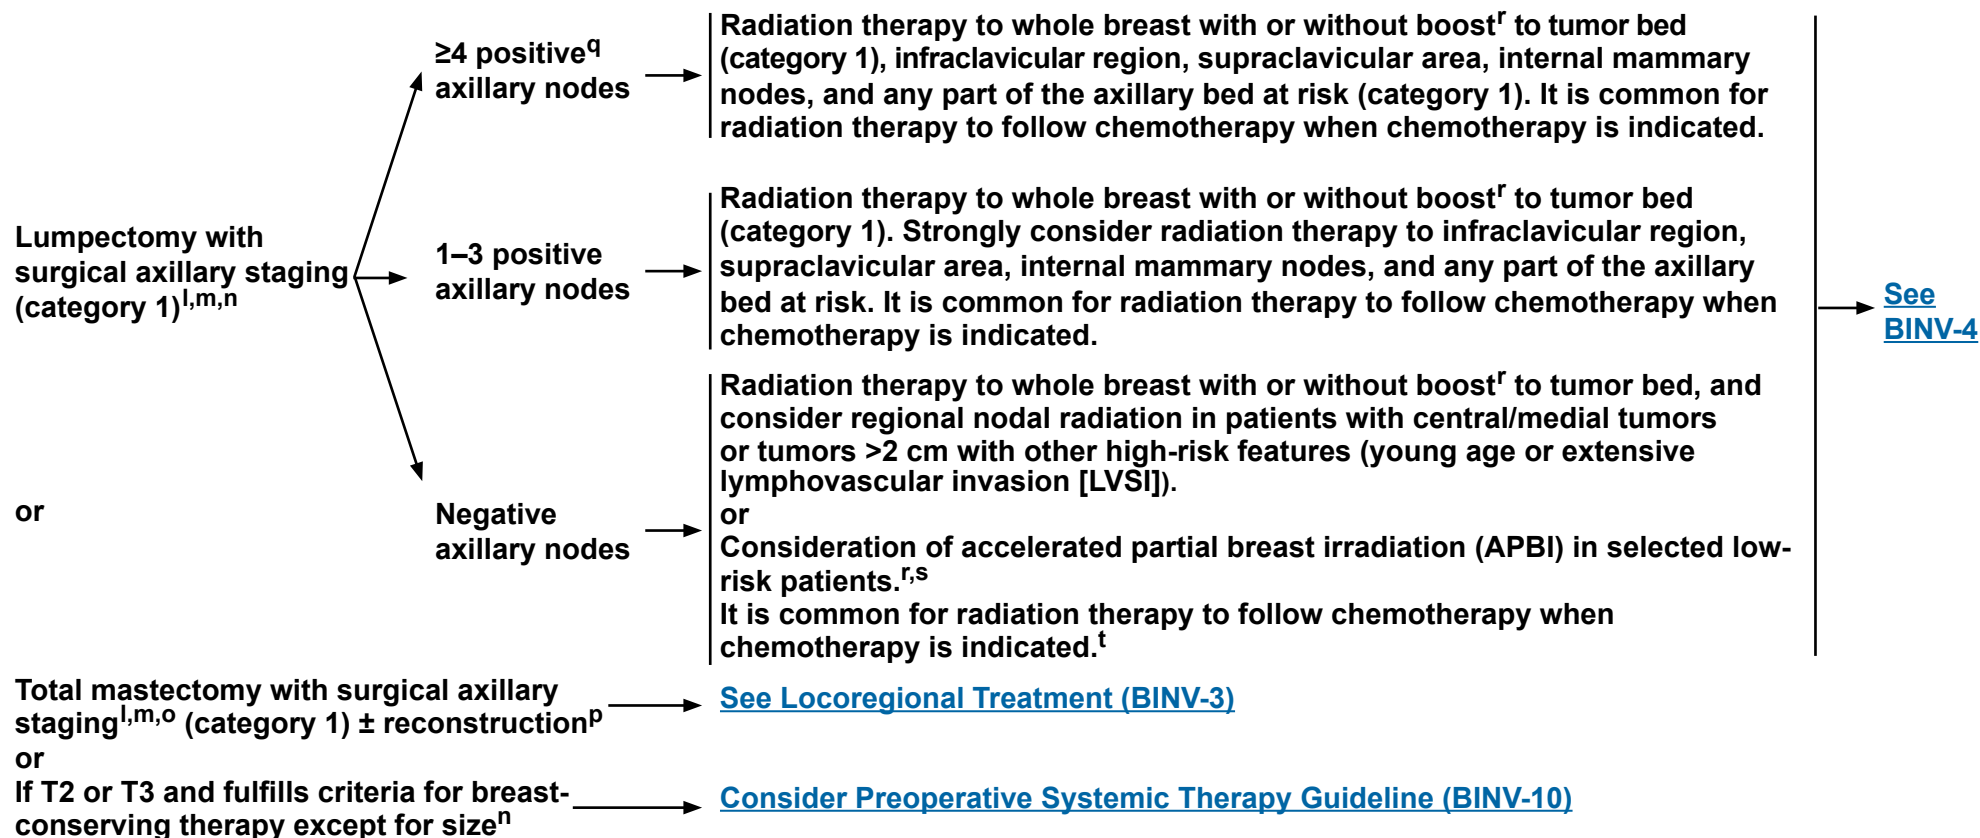 ≥4 positiveq
axillary nodes
Radiation therapy to whole breast with or without boostr to tumor bed
(category 1), infraclavicular region, supraclavicular area, internal mammary
nodes, and any part of the axillary bed at risk (category 1). It is common for
radiation therapy to follow chemotherapy when chemotherapy is indicated.
Lumpectomy with
surgical axillary staging
(category 1)l,m,n
1–3 positive
axillary nodes
Radiation therapy to whole breast with or without boostr to tumor bed
(category 1). Strongly consider radiation therapy to infraclavicular region,
supraclavicular area, internal mammary nodes, and any part of the axillary
bed at risk. It is common for radiation therapy to follow chemotherapy when
chemotherapy is indicated.
See
BINV-4
or
Negative
axillary nodes
Radiation therapy to whole breast with or without boostr to tumor bed, and
consider regional nodal radiation in patients with central/medial tumors
or tumors >2 cm with other high-risk features (young age or extensive
lymphovascular invasion [LVSI]).
or
Consideration of accelerated partial breast irradiation (APBI) in selected low-
risk patients.r,s
It is common for radiation therapy to follow chemotherapy when
chemotherapy is indicated.t
Total mastectomy with surgical axillary
stagingl,m,o (category 1) ± reconstructionp
See Locoregional Treatment (BINV-3)
or
If T2 or T3 and fulfills criteria for breast-
conserving therapy except for sizen
Consider Preoperative Systemic Therapy Guideline (BINV-10)